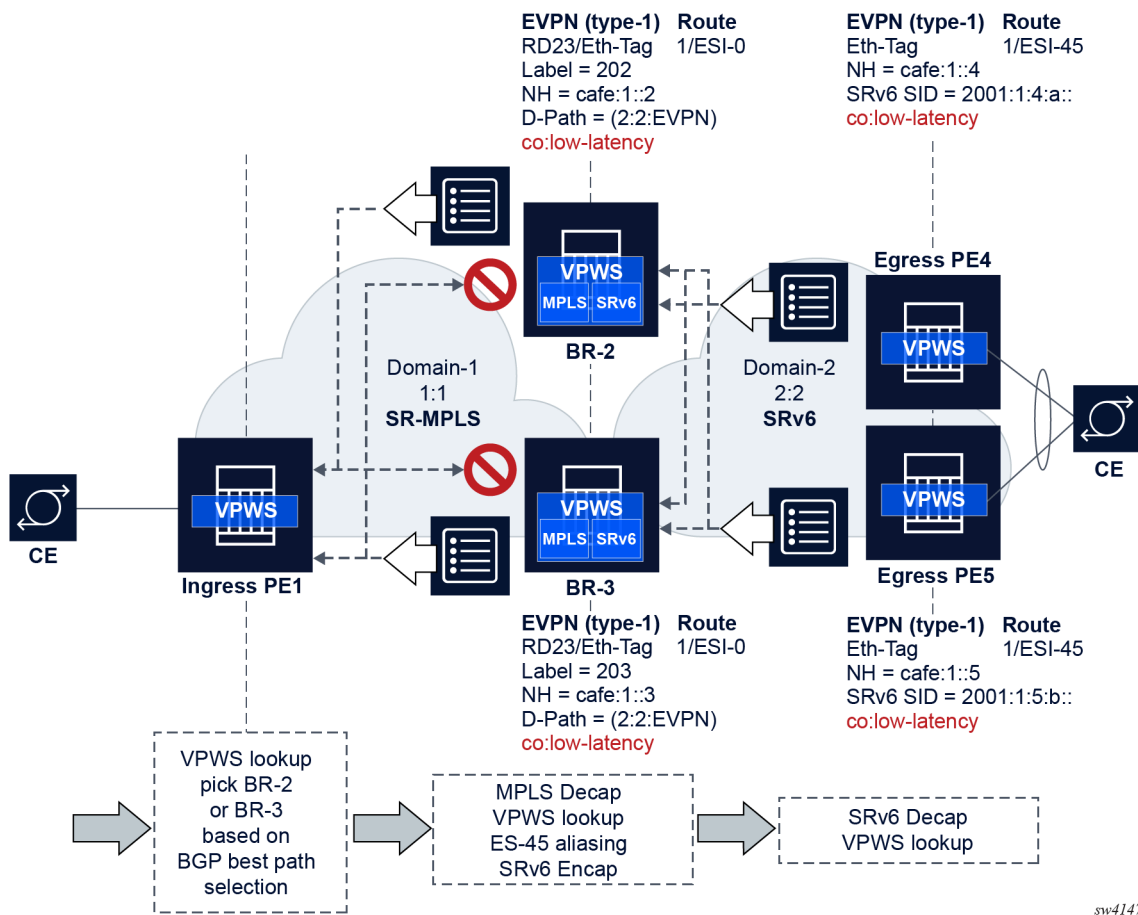 EVPN (type-1) Route
RD23/Eth-Tag 1/ESI-0
Label = 202
NH = cafe:1::2
D-Path = (2:2:EVPN)
co:low-latency
EVPN (type-1) Route
Eth-Tag 1/ESI-45
NH = cafe:1::4
SRv6 SID = 2001:1:4:a::
co:low-latency
VPWS
MPLS SRv6
BR-2
Egress PE4
VPWS
Domain-1
1:1
SR-MPLS
Domain-2
2:2
SRv6
CE
VPWS
Ingress PE1
VPWS
MPLS SRv6
BR-3
VPWS
Egress PE5
CE
EVPN (type-1) Route
RD23/Eth-Tag 1/ESI-0
Label = 203
NH = cafe:1::3
D-Path = (2:2:EVPN)
co:low-latency
EVPN (type-1) Route
Eth-Tag 1/ESI-45
NH = cafe:1::5
SRv6 SID = 2001:1:5:b::
co:low-latency
VPWS lookup
pick BR-2
or BR-3
based on
BGP best path
selection
MPLS Decap
VPWS lookup
ES-45 aliasing
SRv6 Encap
SRv6 Decap
VPWS lookup